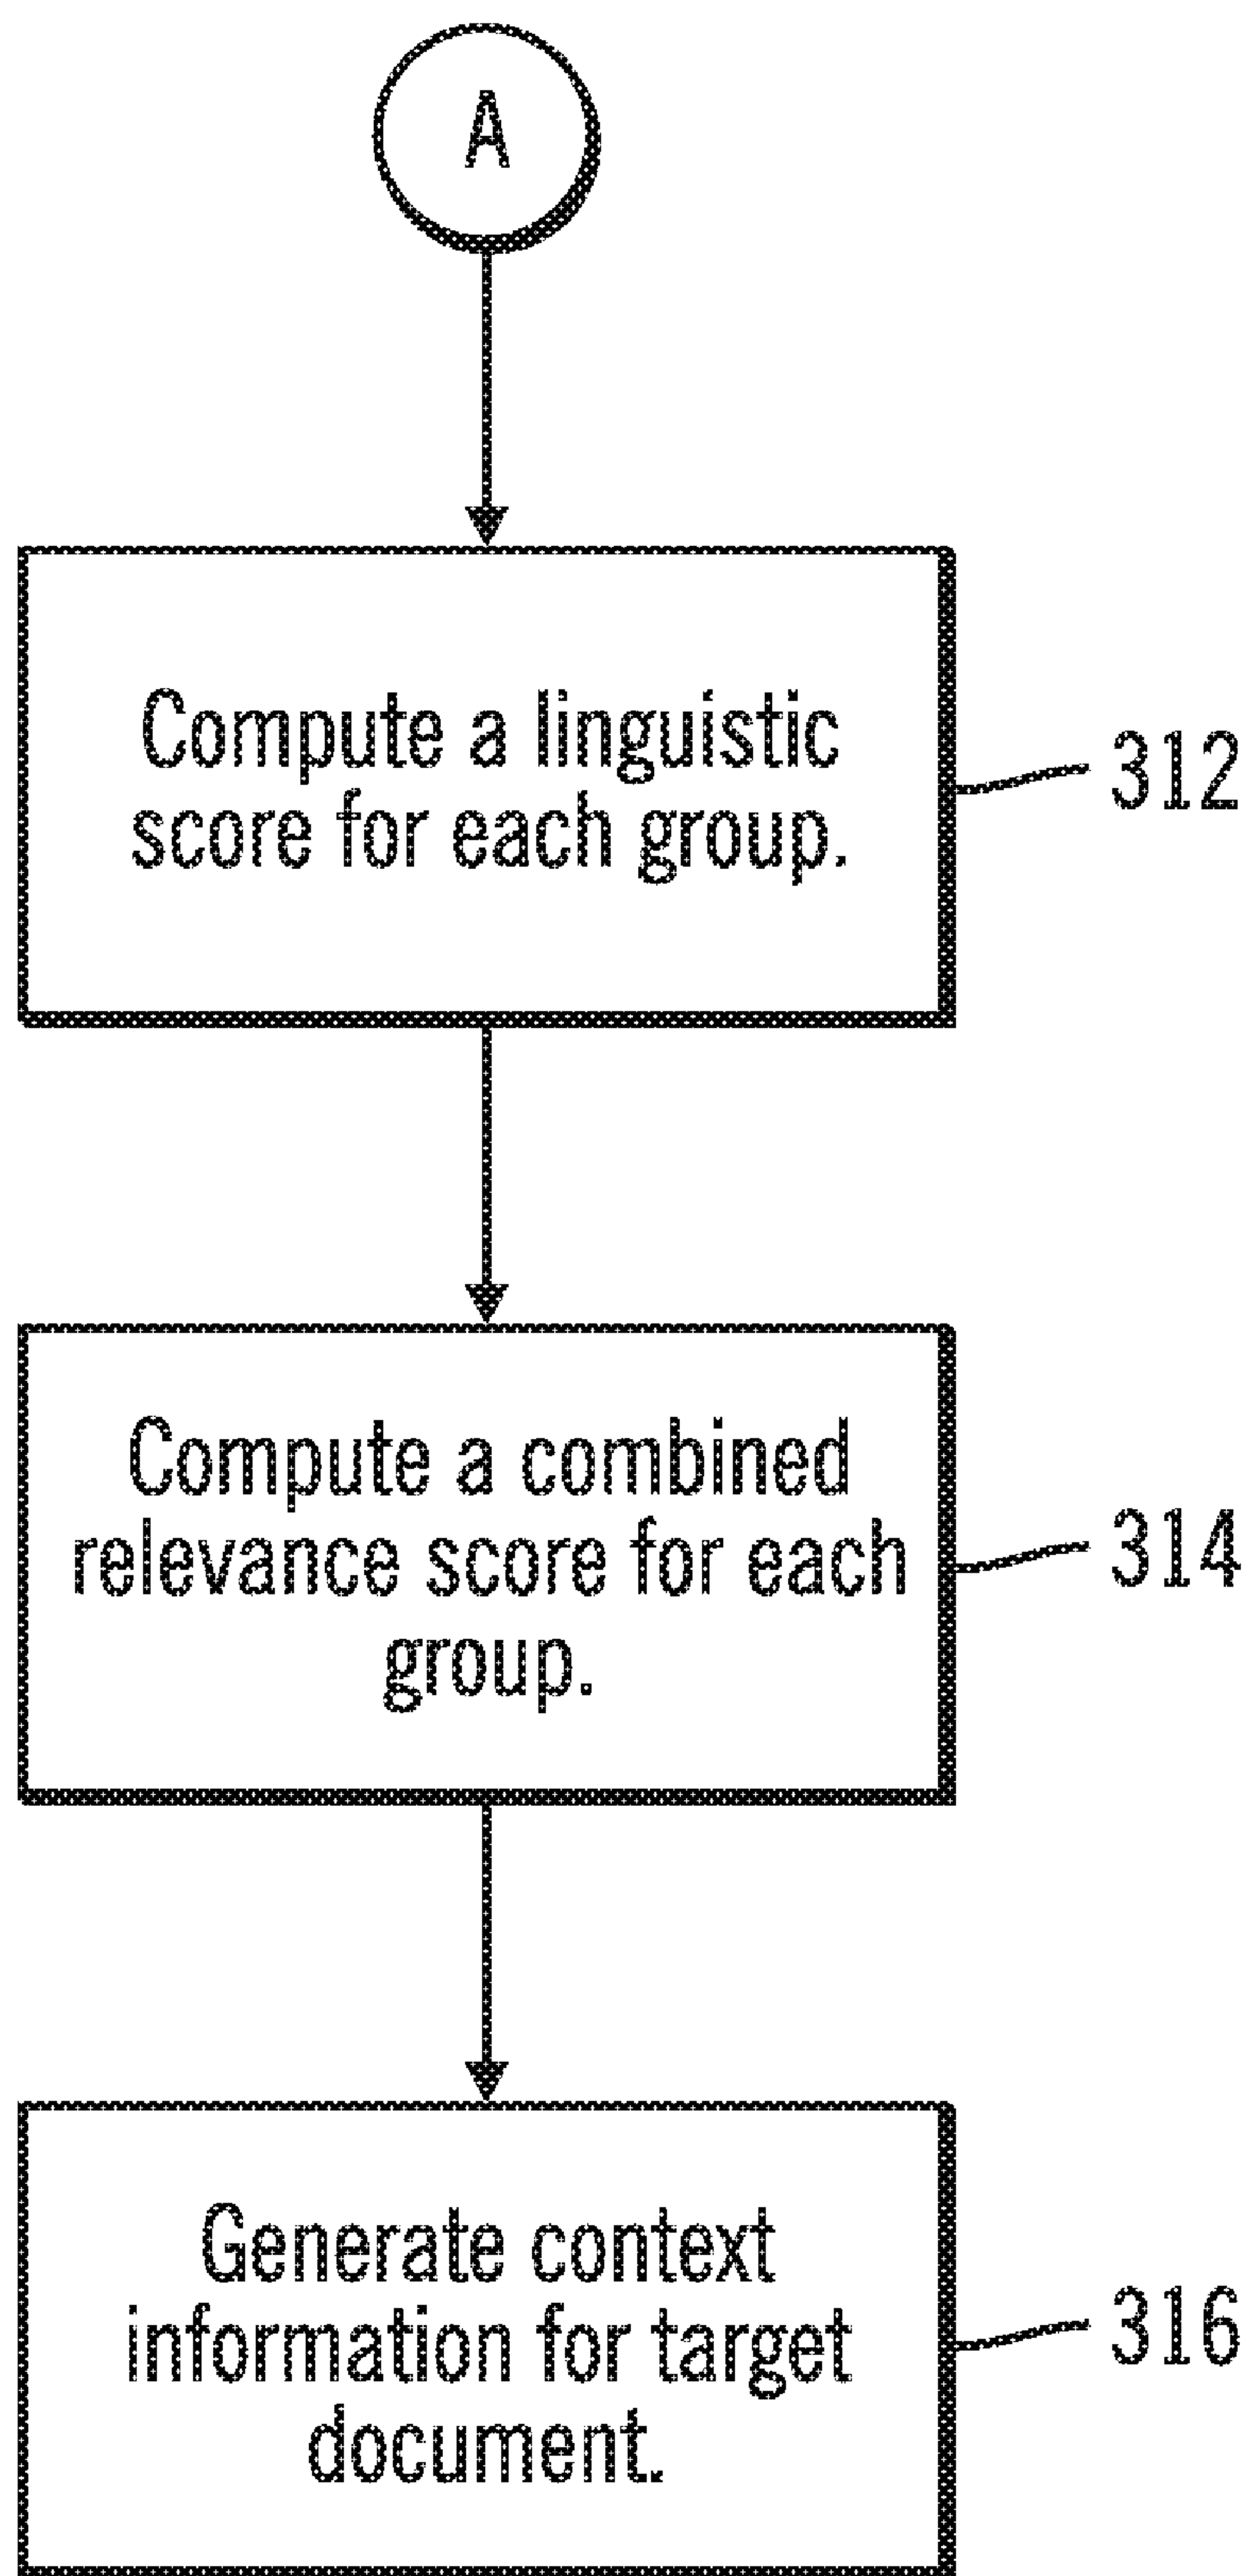 A
Compute a linguistic
score for each group.
312
Compute a combined
relevance score for each
group.
314
Generate context
information for target
document.
316